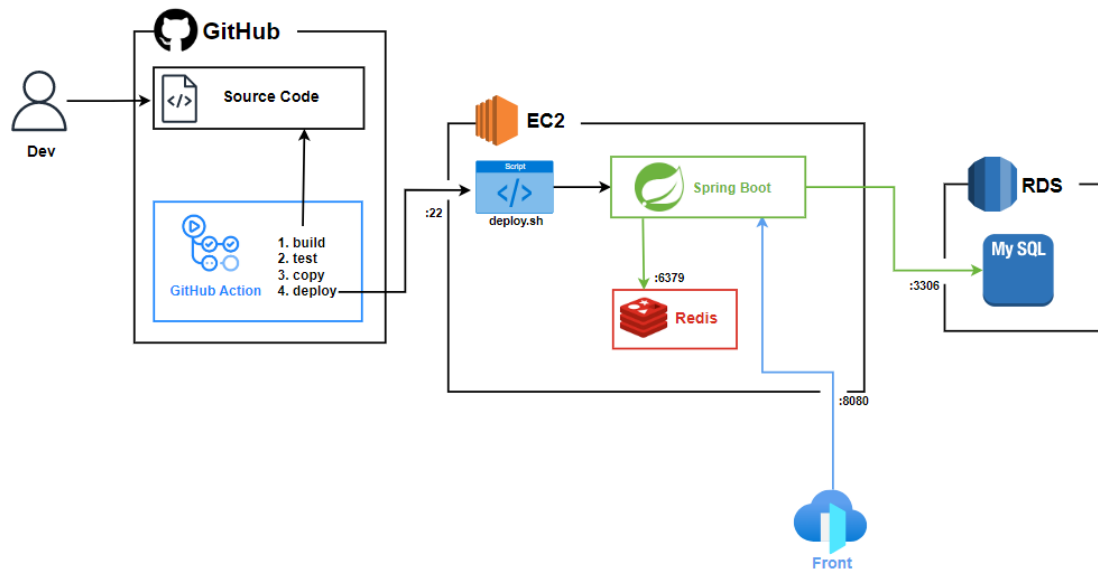 GitHub
Source Code
Dev
1. build
2. test
3. copy
4. deploy
GitHub Action
:22
EC2
Script
deploy.sh
Spring Boot
:6379
Redis
:8080
Front
RDS
My SQL
:3306